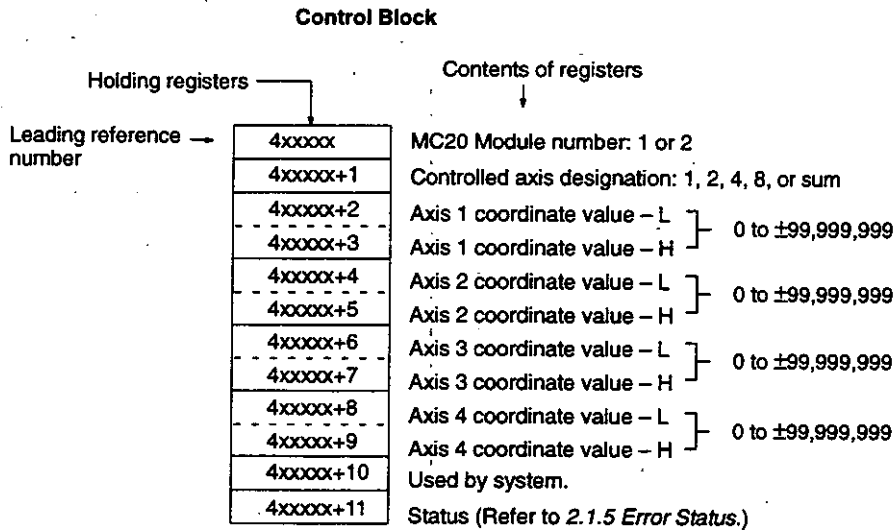 Control Block
Holding registers
Contents of registers
Leading reference
number
4xxxxx MC20 Module number: 1 or 2
4xxxxx+1 Controlled axis designation: 1, 2, 4, 8, or sum
4xxxxx+2 Axis 1 coordinate value – L
0 to ±99,999,999
4xxxxx+3 Axis 1 coordinate value – H
4xxxxx+4 Axis 2 coordinate value – L
0 to ±99,999,999
4xxxxx+5 Axis 2 coordinate value – H
4xxxxx+6 Axis 3 coordinate value – L
0 to ±99,999,999
4xxxxx+7 Axis 3 coordinate value – H
4xxxxx+8 Axis 4 coordinate value – L
0 to ±99,999,999
4xxxxx+9 Axis 4 coordinate value – H
4xxxxx+10 Used by system.
4xxxxx+11 Status (Refer to 2.1.5 Error Status.)